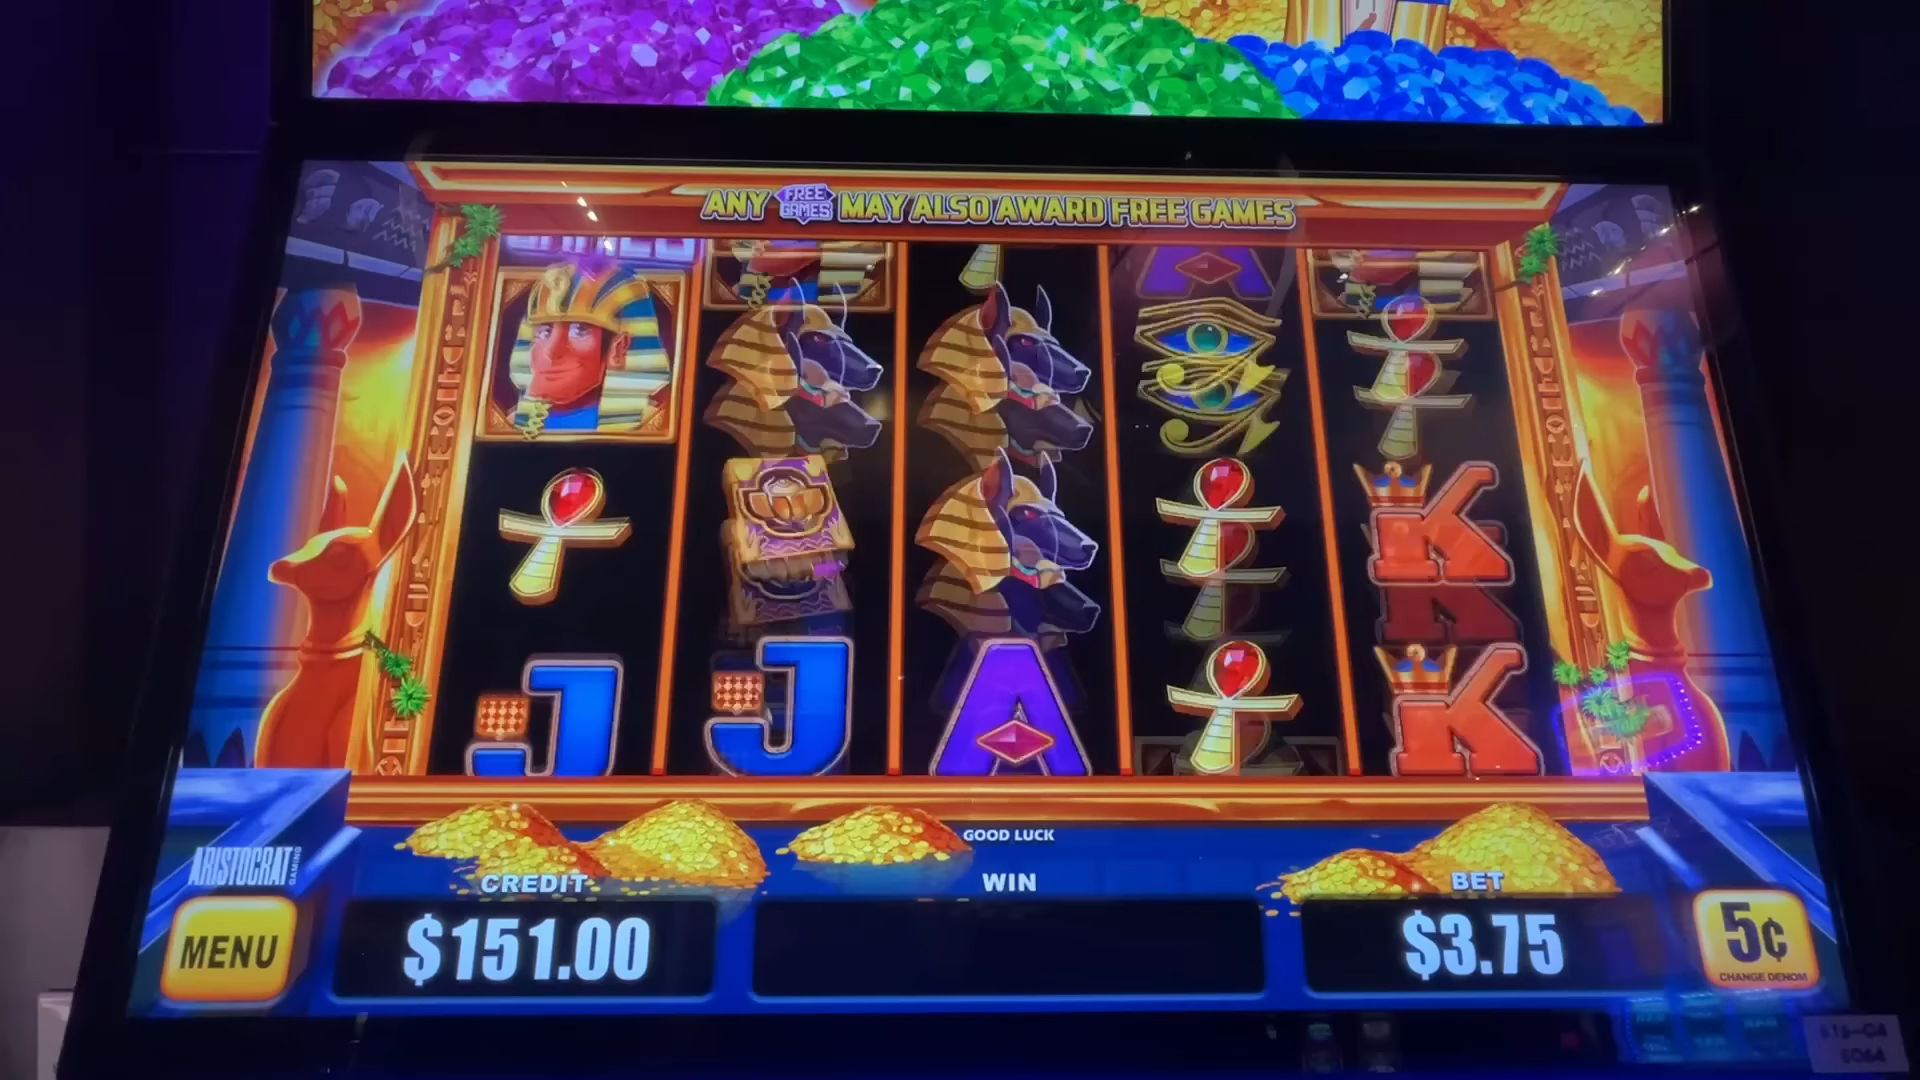 ANY FREE GAMES MAY ALSO AWARD FREE GAMES
A
K
J
J
A
K
GOOD LUCK
ARISTOCRAT GAMING
CREDIT
WIN
BET
MENU
$151.00
$3.75
5¢
CHANGE DENOM